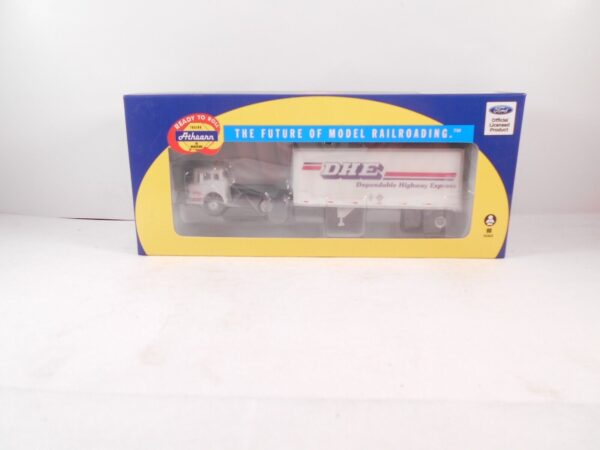 READY TO ROLL
Athearn
THE FUTURE OF MODEL RAILROADING.™
Ford
Official
Licensed
Product
DHE
Dependable Highway Express